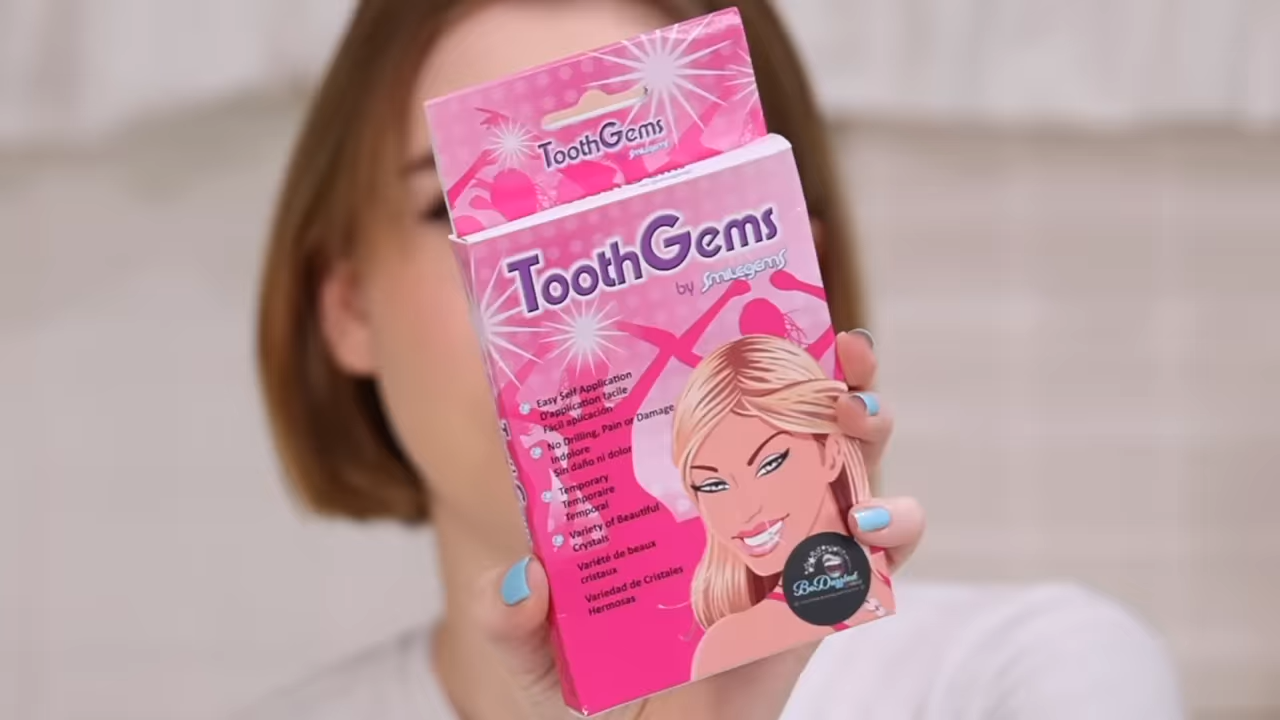 ToothGems
Smilegems
ToothGems
by Smilegems
Easy Self Application
D'application facile
Fácil aplicación
No Drilling, Pain or Damage
Indolore
Sin daño ni dolor
Temporary
Temporaire
Temporal
Variety of Beautiful
Crystals
Variété de beaux
cristaux
Variedad de Cristales
Hermosas
BeDazzled